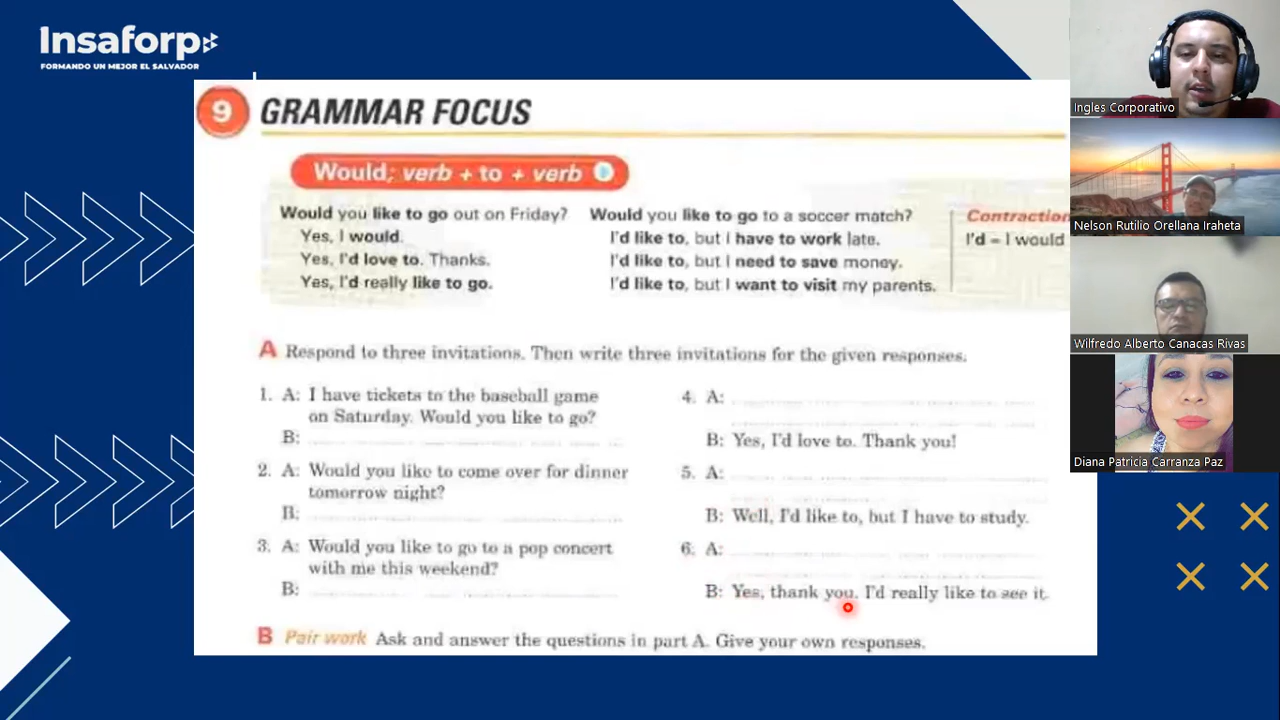 Insaforp
FORMANDO UN MEJOR EL SALVADOR
9 GRAMMAR FOCUS
Would; verb + to + verb
Would you like to go out on Friday?
Yes, I would.
Yes, I'd love to. Thanks.
Yes, I'd really like to go.
Would you like to go to a soccer match?
I'd like to, but I have to work late.
I'd like to, but I need to save money.
I'd like to, but I want to visit my parents.
Contraction
I'd = I would
A Respond to three invitations. Then write three invitations for the given responses.
1. A: I have tickets to the baseball game
on Saturday. Would you like to go?
B:
2. A: Would you like to come over for dinner
tomorrow night?
B:
3. A: Would you like to go to a pop concert
with me this weekend?
B:
4. A:
B: Yes, I'd love to. Thank you!
5. A:
B: Well, I'd like to, but I have to study.
6. A:
B: Yes, thank you. I'd really like to see it.
B Pair work Ask and answer the questions in part A. Give your own responses.
Ingles Corporativo
Nelson Rutilio Orellana Iraheta
Wilfredo Alberto Canacas Rivas
Diana Patricia Carranza Paz